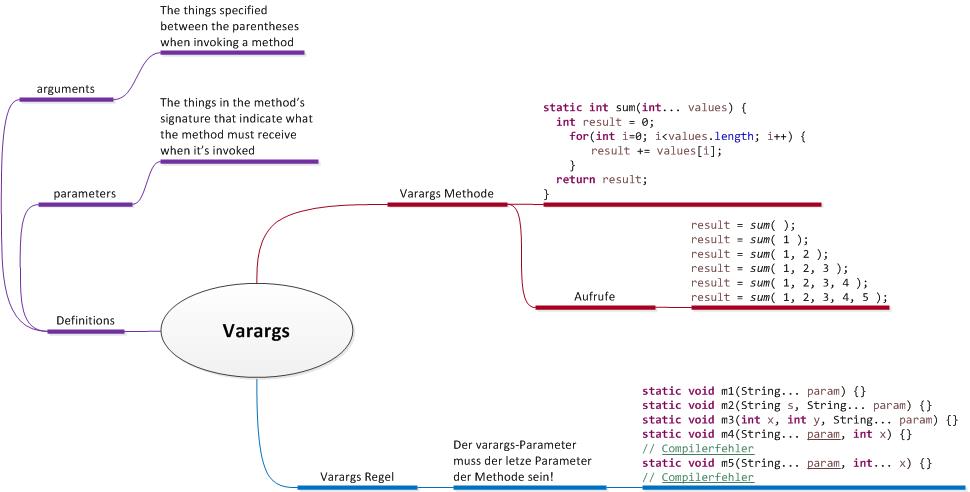 The things specified
between the parentheses
when invoking a method
arguments
The things in the method's
signature that indicate what
the method must receive
when it's invoked
parameters
Definitions
Varargs
Varargs Methode
static int sum(int... values) {
int result = 0;
for(int i=0; i<values.length; i++) {
result += values[i];
}
return result;
}
Aufrufe
result = sum( );
result = sum( 1 );
result = sum( 1, 2 );
result = sum( 1, 2, 3 );
result = sum( 1, 2, 3, 4 );
result = sum( 1, 2, 3, 4, 5 );
Varargs Regel
Der varargs-Parameter
muss der letze Parameter
der Methode sein!
static void m1(String... param) {}
static void m2(String s, String... param) {}
static void m3(int x, int y, String... param) {}
static void m4(String... param, int x) {}
// Compilerfehler
static void m5(String... param, int... x) {}
// Compilerfehler